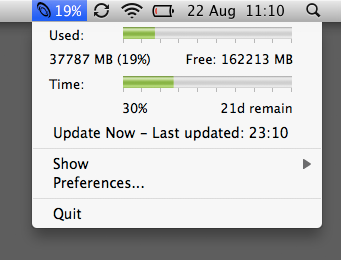 19% 22 Aug 11:10
Used:
37787 MB (19%) Free: 162213 MB
Time:
30% 21d remain
Update Now – Last updated: 23:10
Show
Preferences...
Quit